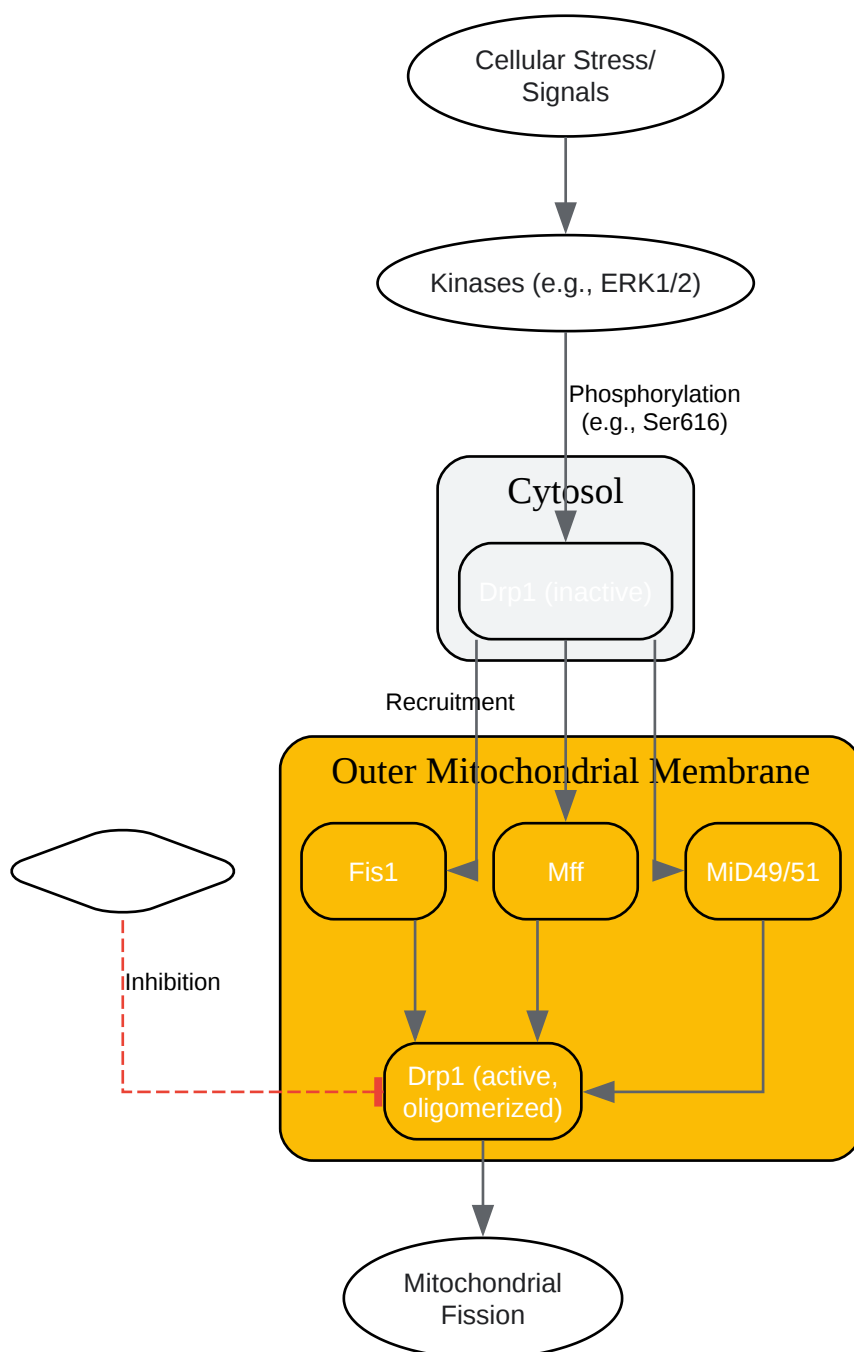 Cellular Stress/
Signals
Kinases (e.g., ERK1/2)
Phosphorylation
(e.g., Ser616)
Cytosol
Drp1 (inactive)
Recruitment
Outer Mitochondrial Membrane
Fis1
Mff
MiD49/51
Inhibition
Drp1 (active,
oligomerized)
Mitochondrial
Fission